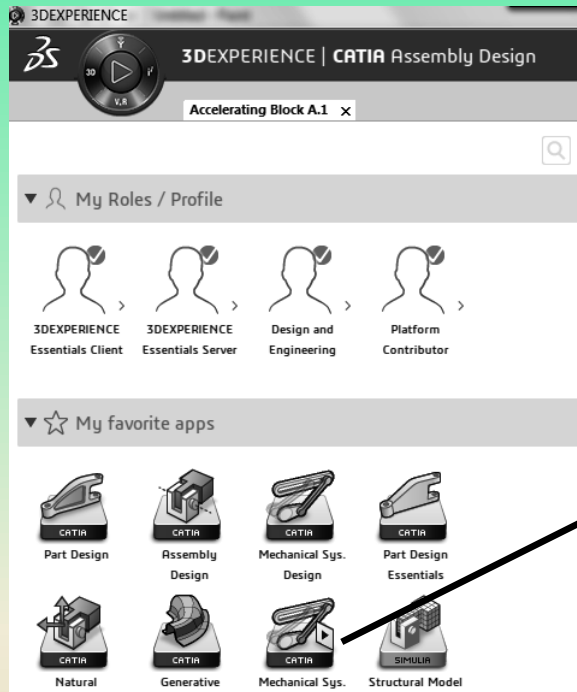 3DEXPERIENCE
3DEXPERIENCE | CATIA Assembly Design
3D
V.R
Accelerating Block A.1 x
My Roles / Profile
3DEXPERIENCE Essentials Client
3DEXPERIENCE Essentials Server
Design and Engineering
Platform Contributor
My favorite apps
CATIA CATIA CATIA CATIA
Part Design
Assembly Design
Mechanical Sys. Design
Part Design Essentials
CATIA CATIA CATIA SIMULIA
Natural
Generative
Mechanical Sys.
Structural Model